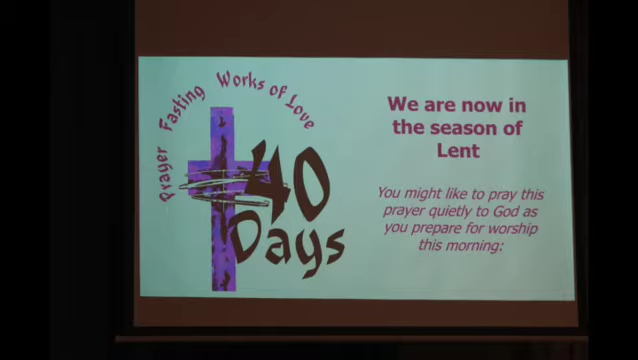 Prayer Fasting Works of Love
40
Days
We are now in
the season of
Lent
You might like to pray this
prayer quietly to God as
you prepare for worship
this morning: